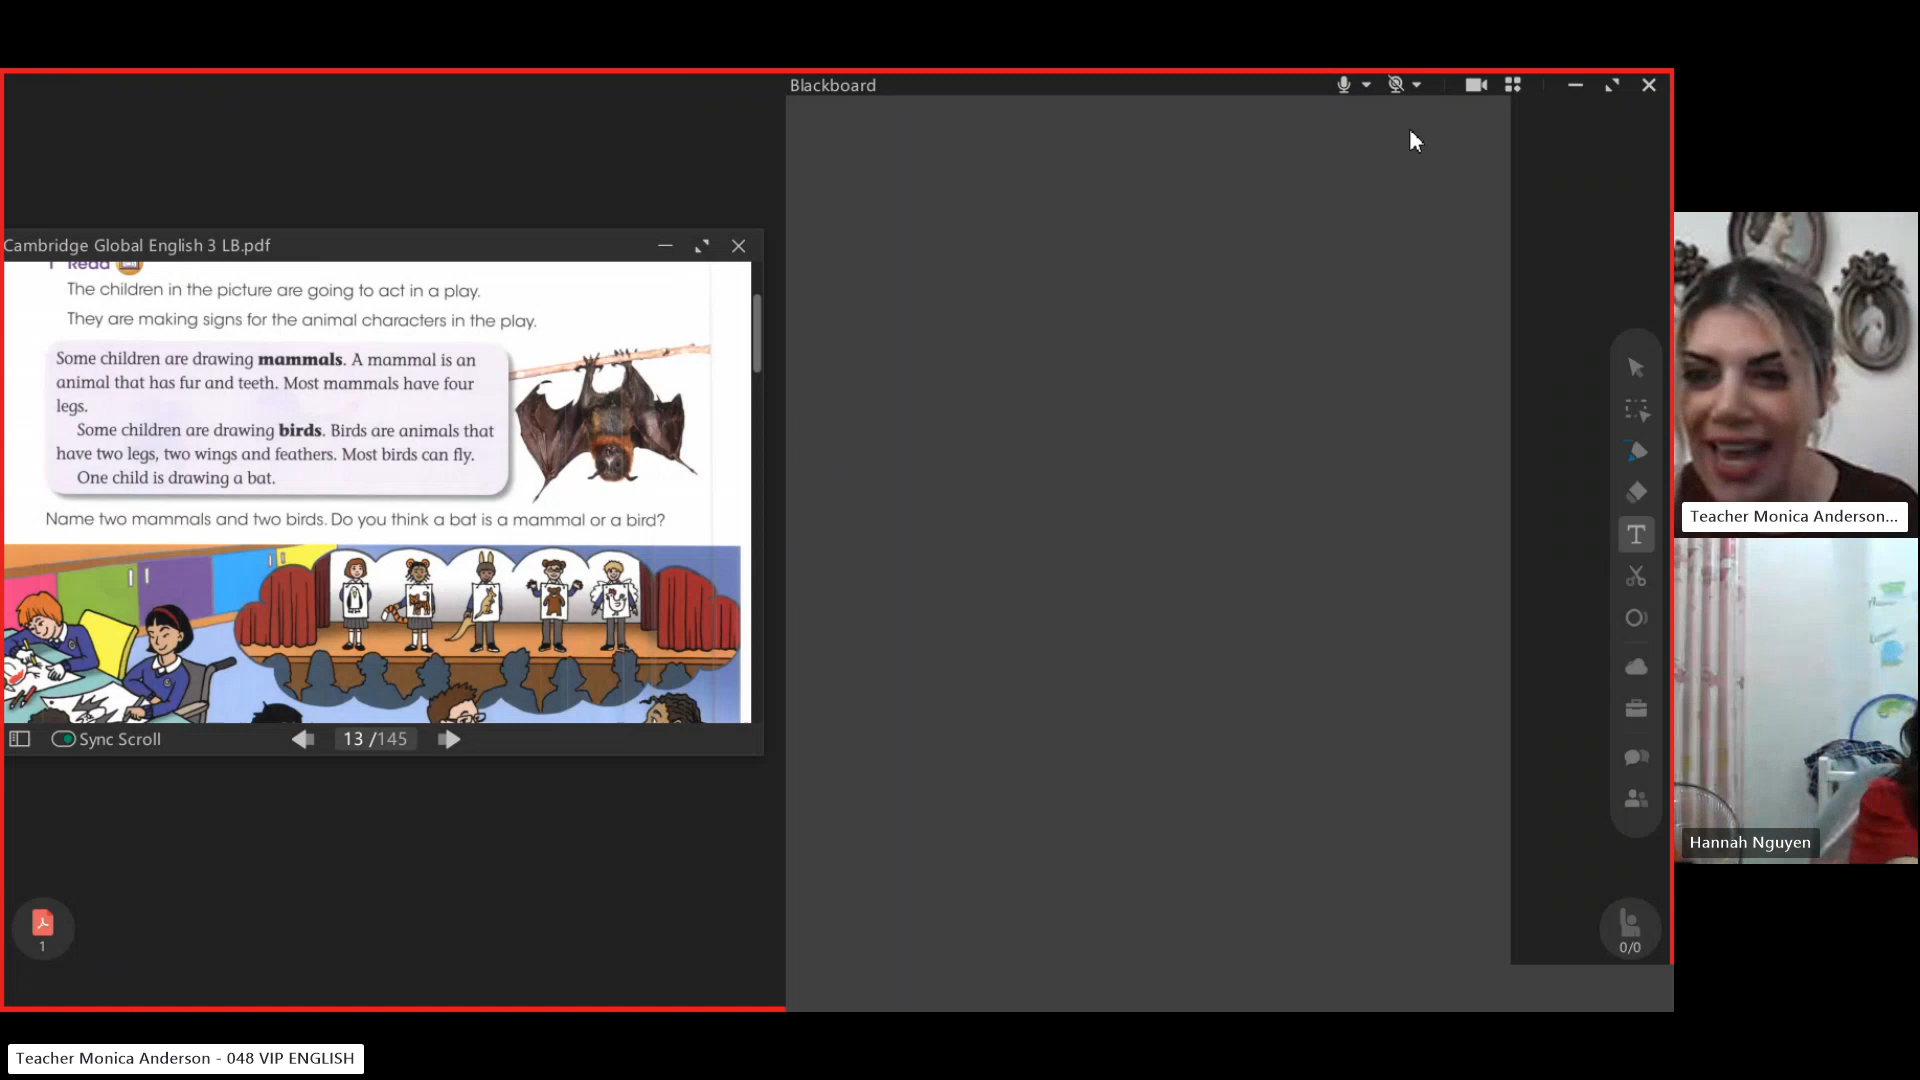 Blackboard
Cambridge Global English 3 LB.pdf
1 Read
The children in the picture are going to act in a play.
They are making signs for the animal characters in the play.
Some children are drawing mammals. A mammal is an
animal that has fur and teeth. Most mammals have four
legs.
Some children are drawing birds. Birds are animals that
have two legs, two wings and feathers. Most birds can fly.
One child is drawing a bat.
Name two mammals and two birds. Do you think a bat is a mammal or a bird?
Sync Scroll
13 /145
1
0/0
Teacher Monica Anderson...
Hannah Nguyen
Teacher Monica Anderson - 048 VIP ENGLISH